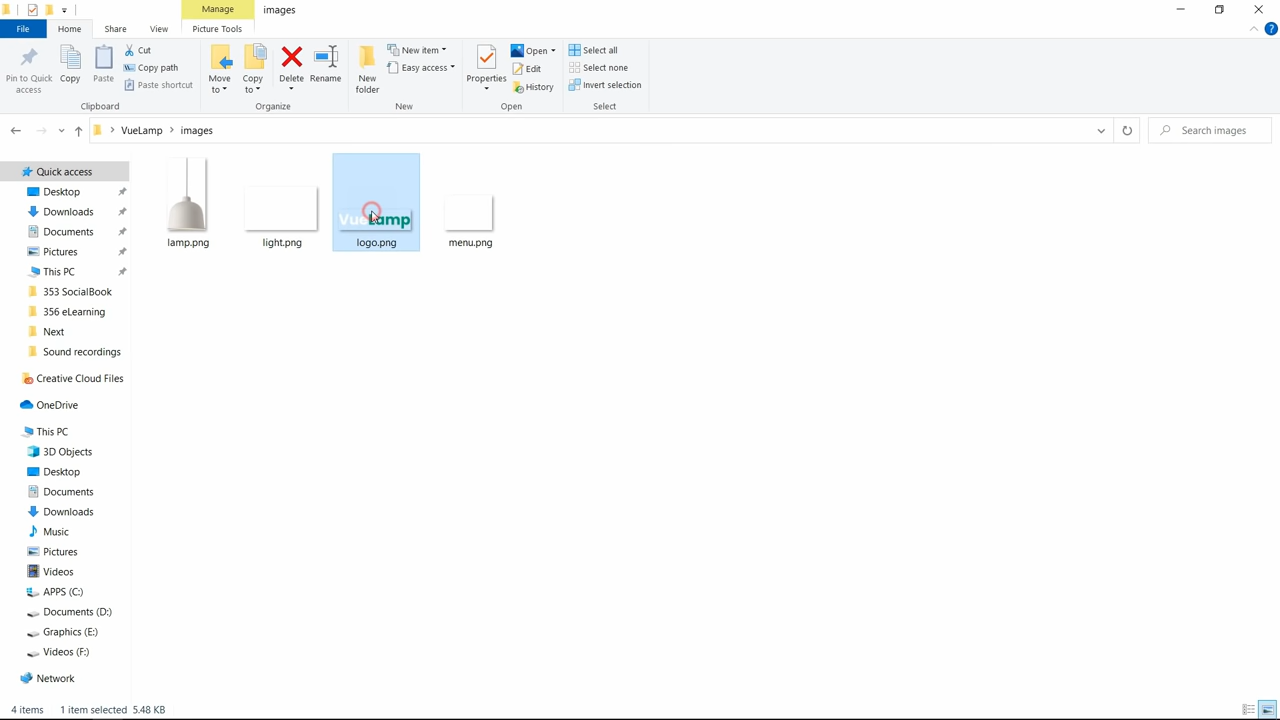 Manage
images
File
Home
Share
View
Picture Tools
Pin to Quick access
Copy
Paste
Cut
Copy path
Paste shortcut
Clipboard
Move to
Copy to
Delete
Rename
Organize
New folder
New item
Easy access
New
Properties
Open
Edit
History
Open
Select all
Select none
Invert selection
Select
VueLamp
images
Search images
VueLamp
lamp.png
light.png
logo.png
menu.png
Quick access
Desktop
Downloads
Documents
Pictures
This PC
353 SocialBook
356 eLearning
Next
Sound recordings
Creative Cloud Files
OneDrive
This PC
3D Objects
Desktop
Documents
Downloads
Music
Pictures
Videos
APPS (C:)
Documents (D:)
Graphics (E:)
Videos (F:)
Network
4 items
1 item selected 5.48 KB